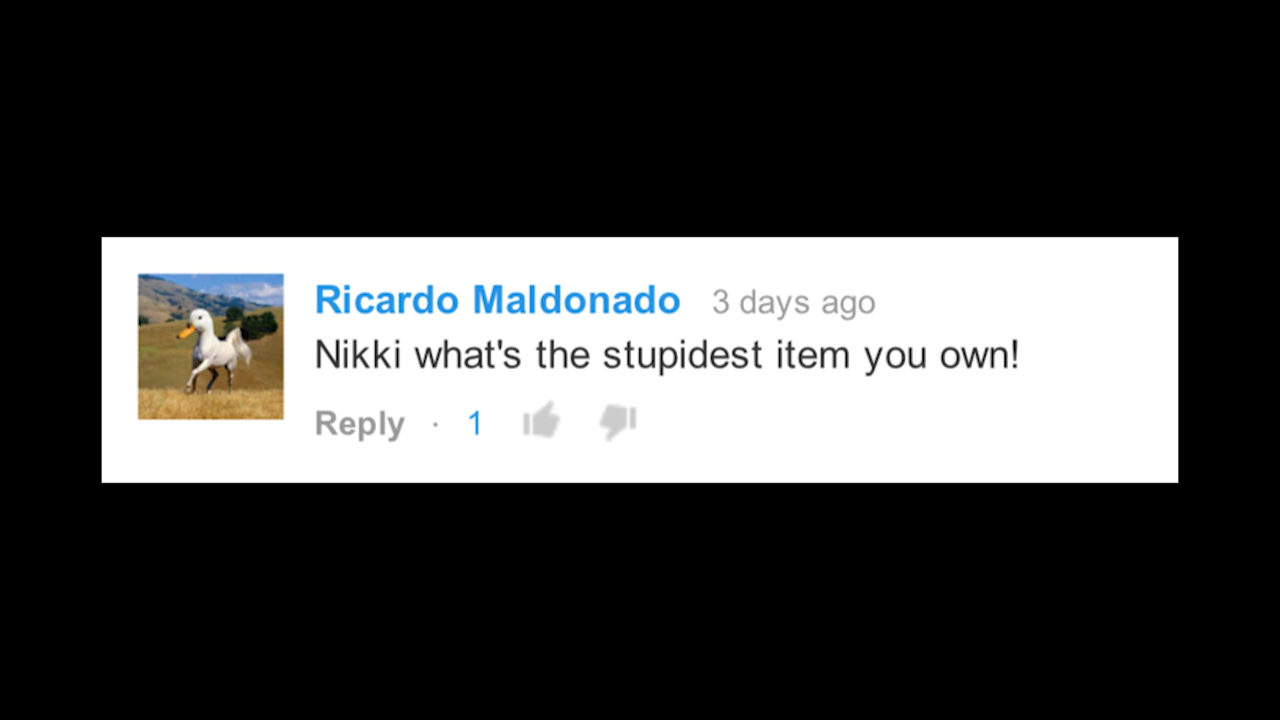 Ricardo Maldonado 3 days ago
Nikki what's the stupidest item you own!
Reply · 1